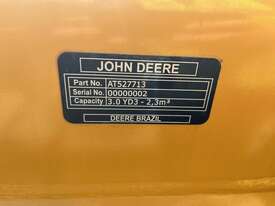 JOHN DEERE
Part No. AT527713
Serial No. 00000002
Capacity 3.0 YD3 - 2,3m³
DEERE BRAZIL